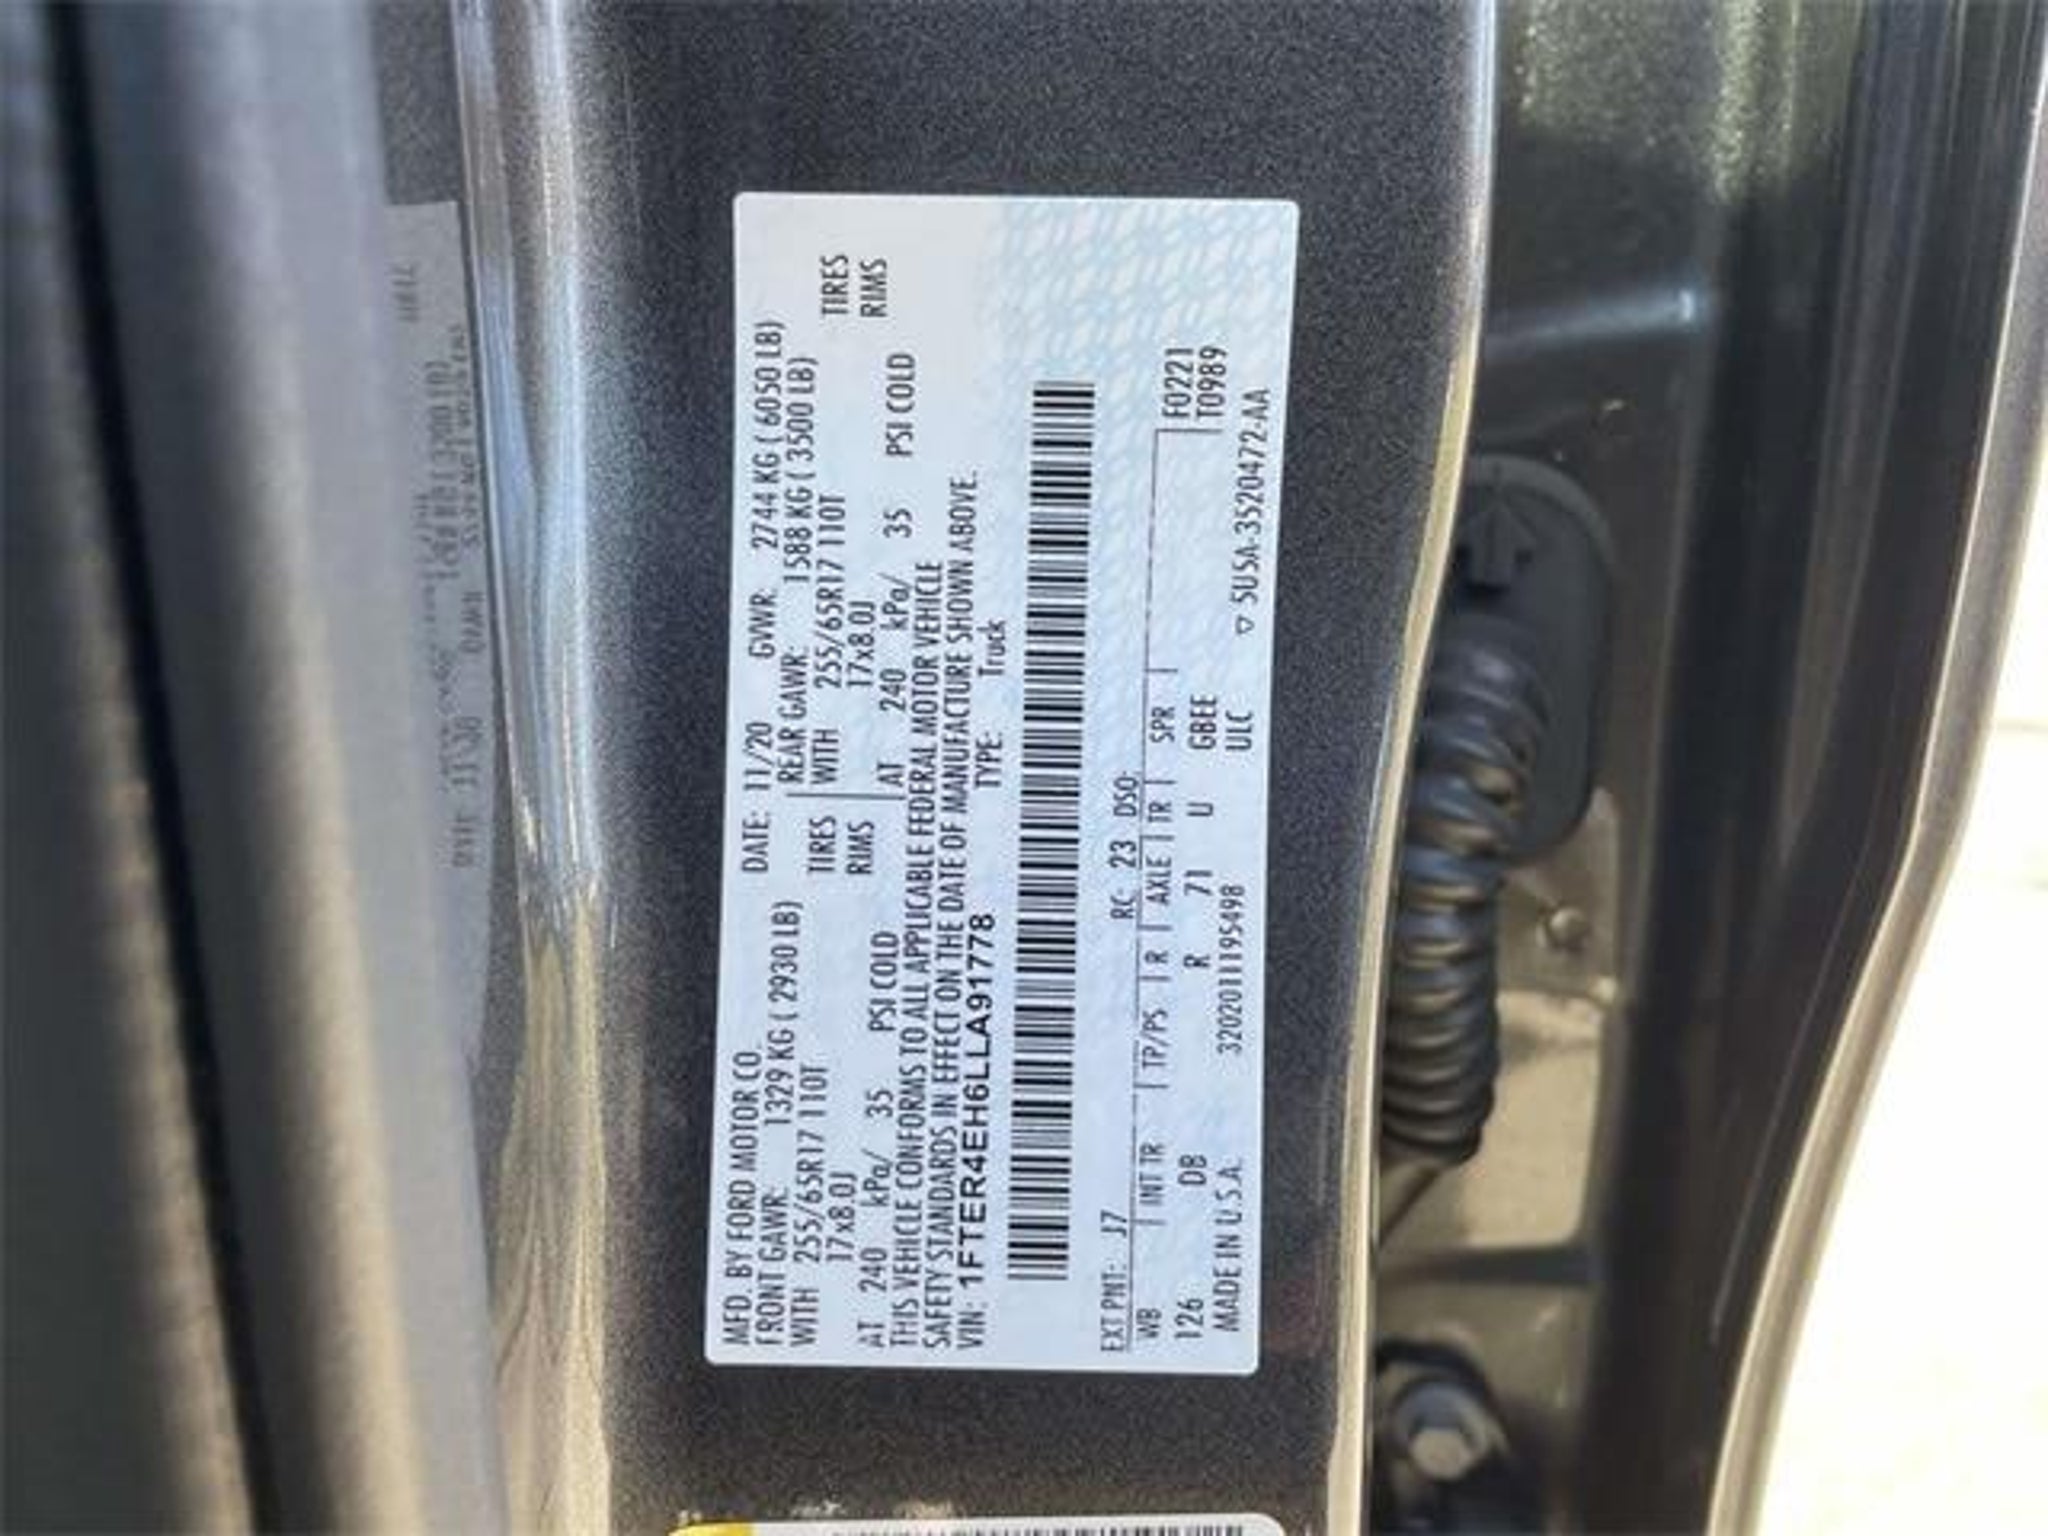 MFD. BY FORD MOTOR CO. DATE: 11/20 GVWR: 2744 KG ( 6050 LB)
FRONT GAWR: 1329 KG ( 2930 LB) REAR GAWR: 1588 KG ( 3500 LB)
WITH 255/65R17 110T TIRES WITH 255/65R17 110T TIRES
17x8.0J RIMS 17x8.0J RIMS
AT 240 kPa/ 35 PSI COLD AT 240 kPa/ 35 PSI COLD
THIS VEHICLE CONFORMS TO ALL APPLICABLE FEDERAL MOTOR VEHICLE
SAFETY STANDARDS IN EFFECT ON THE DATE OF MANUFACTURE SHOWN ABOVE.
VIN: 1FTER4EH6LLA91778 TYPE: Truck
EXT PNT: J7 RC: 23 DSO:
WB INT TR TP/PS R AXLE TR SPR F0221
126 DB R 71 U GBEE T0989
MADE IN U.S.A. 3202011195498 ULC
▽ 5USA-3520472-AA